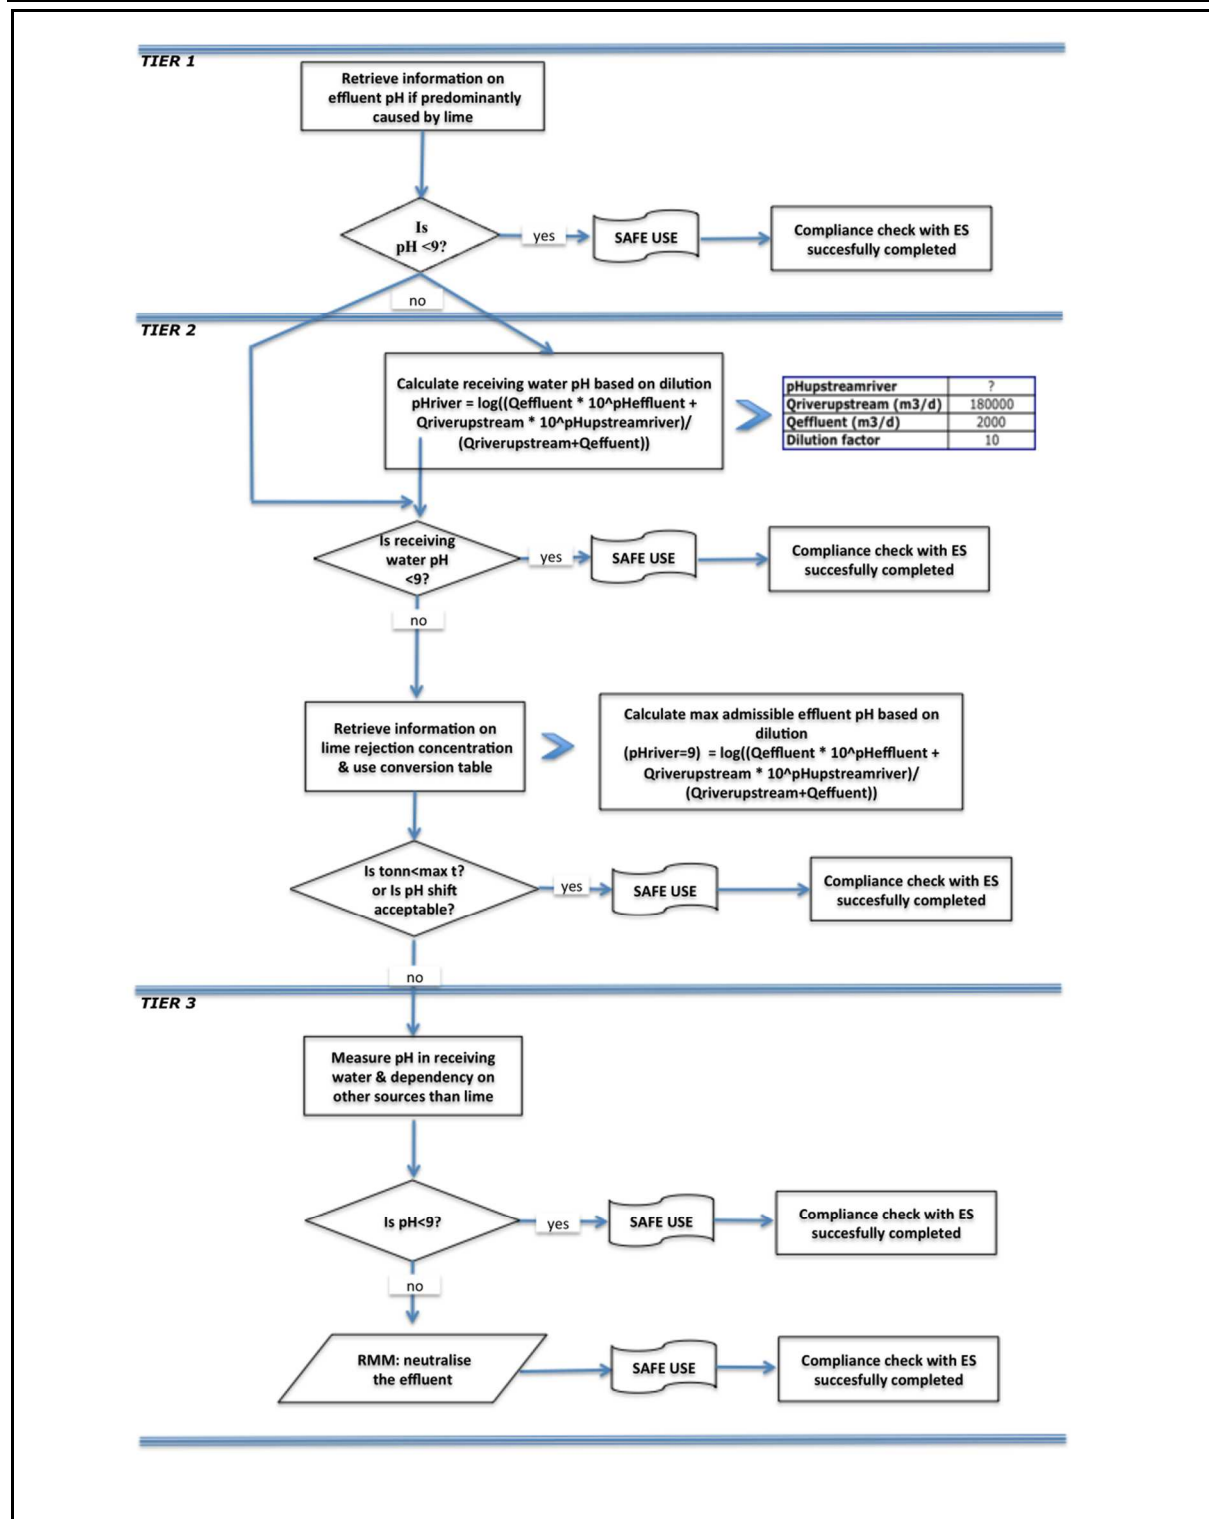 TIER 1
Retrieve information on
effluent pH if predominantly
caused by lime
Is
pH <9?
yes
SAFE USE
Compliance check with ES
succesfully completed
no
TIER 2
Calculate receiving water pH based on dilution
pHriver = log((Qeffluent * 10^pHeffluent +
Qriverupstream * 10^pHupstreamriver)/
(Qriverupstream+Qeffuent))
pHupstreamriver ?
Qriverupstream (m3/d) 180000
Qeffluent (m3/d) 2000
Dilution factor 10
Is receiving
water pH
<9?
yes
SAFE USE
Compliance check with ES
succesfully completed
no
Retrieve information on
lime rejection concentration
& use conversion table
Calculate max admissible effluent pH based on
dilution
(pHriver=9) = log((Qeffluent * 10^pHeffluent +
Qriverupstream * 10^pHupstreamriver)/
(Qriverupstream+Qeffuent))
Is tonn<max t?
or Is pH shift
acceptable?
yes
SAFE USE
Compliance check with ES
succesfully completed
no
TIER 3
Measure pH in receiving
water & dependency on
other sources than lime
Is pH<9?
yes
SAFE USE
Compliance check with ES
succesfully completed
no
RMM: neutralise
the effluent
SAFE USE
Compliance check with ES
succesfully completed